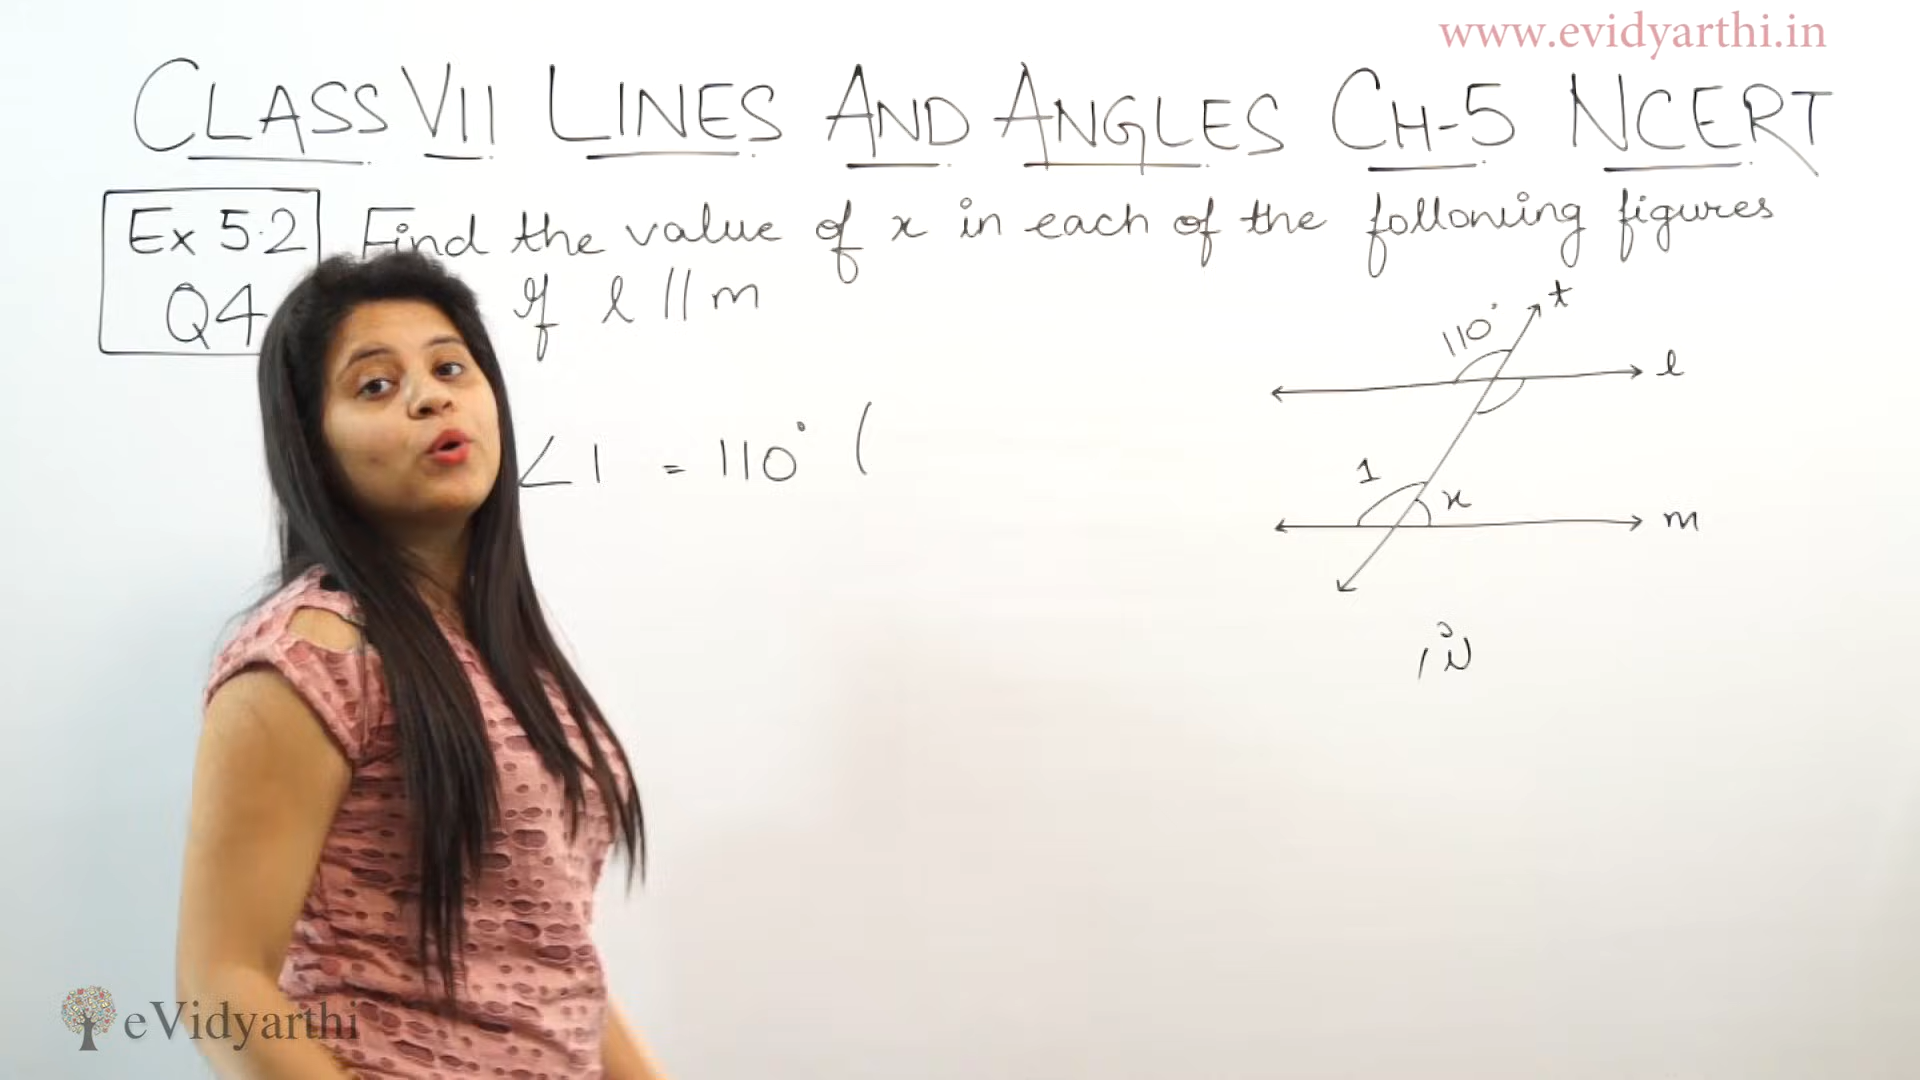 www.evidyarthi.in
CLASS VII LINES AND ANGLES CH-5 NCERT
Ex 5.2 Find the value of x in each of the following figures
Q4 If l || m
t
110°
l
∠1 = 110° (
1
x
m
eVidyarthi